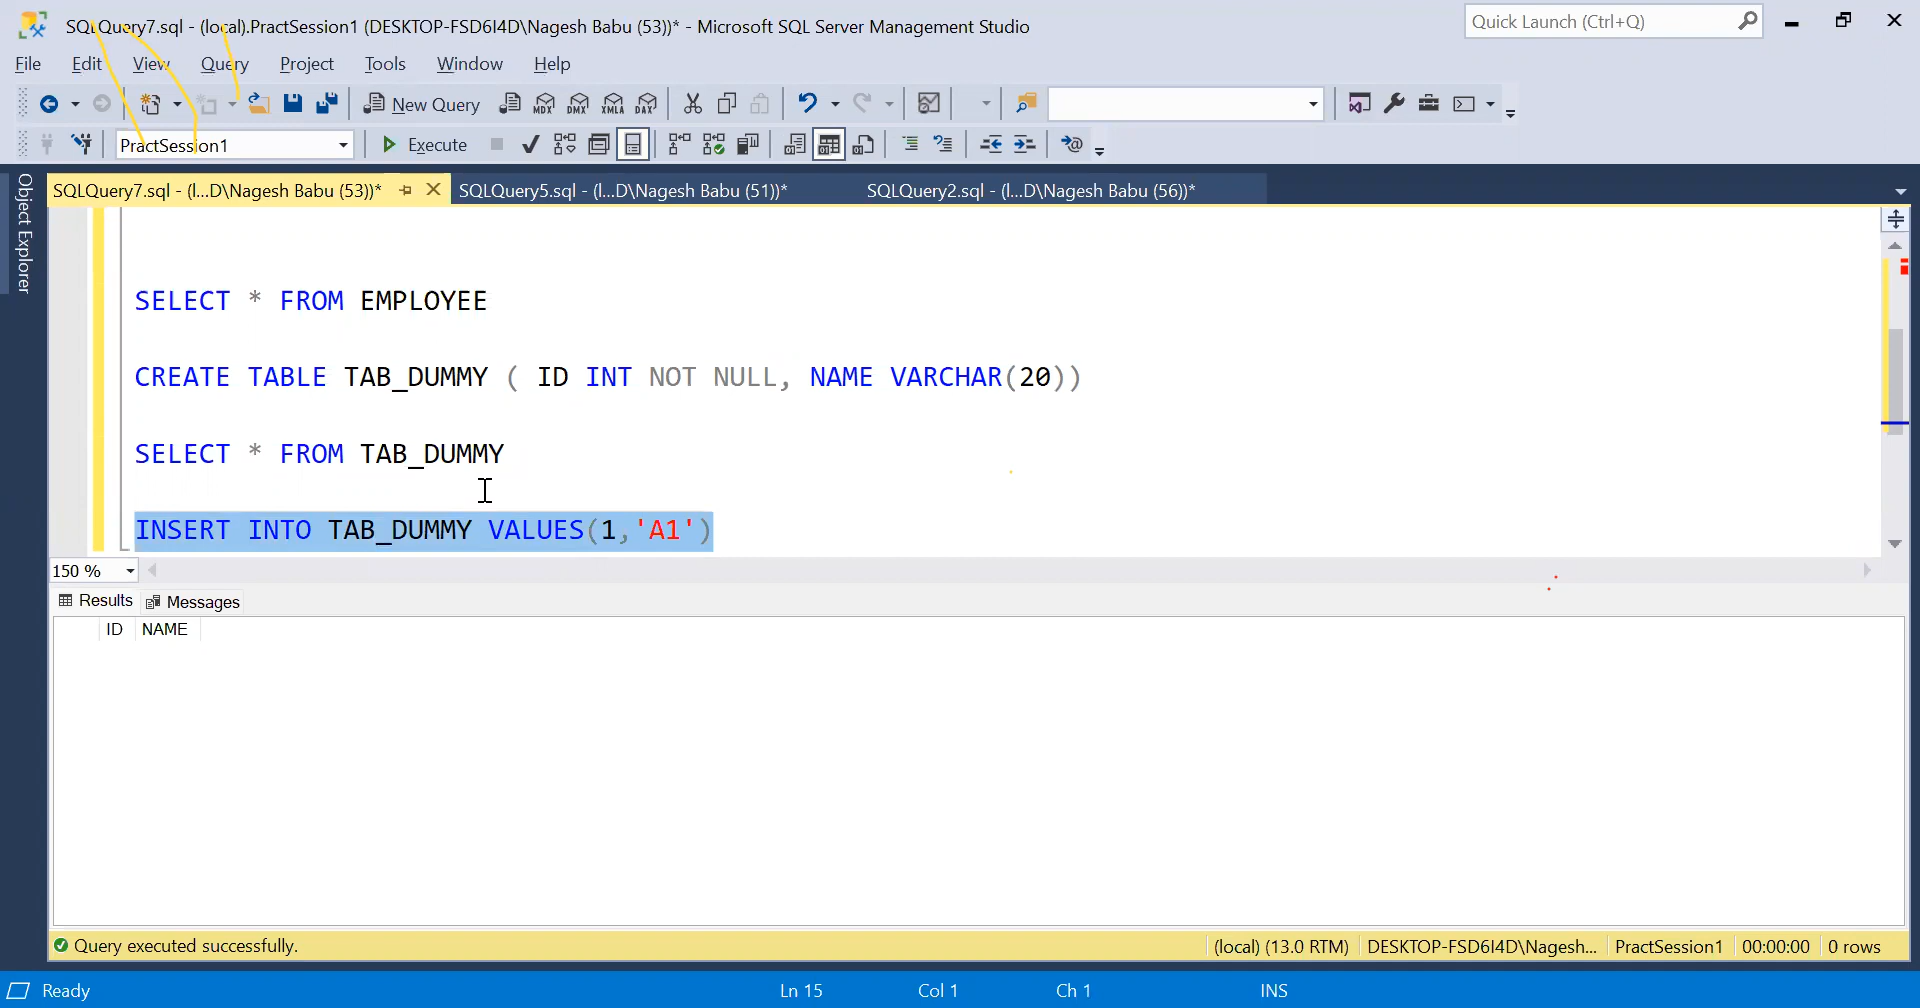 SQLQuery7.sql - (local).PractSession1 (DESKTOP-FSD6I4D\Nagesh Babu (53))* - Microsoft SQL Server Management Studio
Quick Launch (Ctrl+Q)
File Edit View Query Project Tools Window Help
New Query MDX DMX XMLA DAX
PractSession1 Execute
SQLQuery7.sql - (l...D\Nagesh Babu (53))* SQLQuery5.sql - (l...D\Nagesh Babu (51))* SQLQuery2.sql - (l...D\Nagesh Babu (56))*
Object Explorer
SELECT * FROM EMPLOYEE
CREATE TABLE TAB_DUMMY ( ID INT NOT NULL, NAME VARCHAR(20))
SELECT * FROM TAB_DUMMY
INSERT INTO TAB_DUMMY VALUES(1,'A1')
150 %
Results Messages
ID NAME
Query executed successfully. (local) (13.0 RTM) DESKTOP-FSD6I4D\Nagesh... PractSession1 00:00:00 0 rows
Ready Ln 15 Col 1 Ch 1 INS